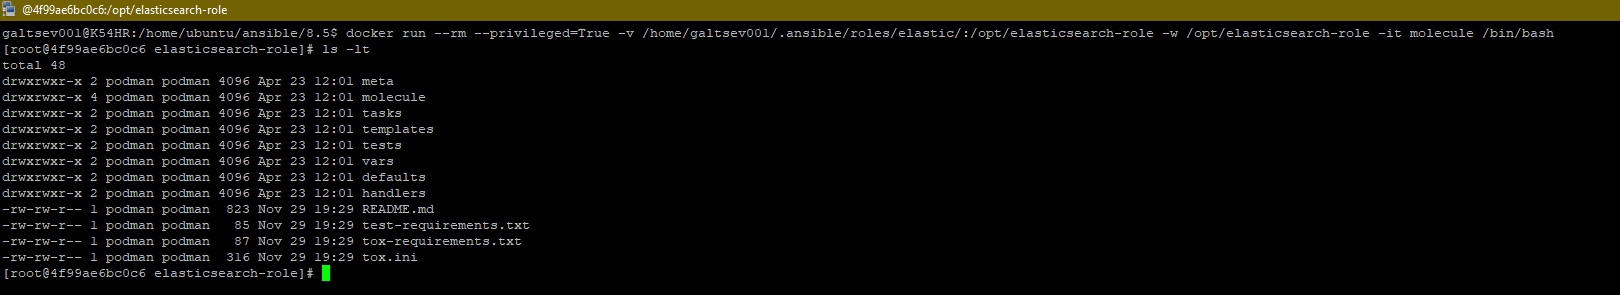 @4f99ae6bc0c6:/opt/elasticsearch-role
galtsev001@K54HR:/home/ubuntu/ansible/8.5$ docker run --rm --privileged=True -v /home/galtsev001/.ansible/roles/elastic/:/opt/elasticsearch-role -w /opt/elasticsearch-role -it molecule /bin/bash
[root@4f99ae6bc0c6 elasticsearch-role]# ls -lt
total 48
drwxrwxr-x 2 podman podman 4096 Apr 23 12:01 meta
drwxrwxr-x 4 podman podman 4096 Apr 23 12:01 molecule
drwxrwxr-x 2 podman podman 4096 Apr 23 12:01 tasks
drwxrwxr-x 2 podman podman 4096 Apr 23 12:01 templates
drwxrwxr-x 2 podman podman 4096 Apr 23 12:01 tests
drwxrwxr-x 2 podman podman 4096 Apr 23 12:01 vars
drwxrwxr-x 2 podman podman 4096 Apr 23 12:01 defaults
drwxrwxr-x 2 podman podman 4096 Apr 23 12:01 handlers
-rw-rw-r-- 1 podman podman  823 Nov 29 19:29 README.md
-rw-rw-r-- 1 podman podman   85 Nov 29 19:29 test-requirements.txt
-rw-rw-r-- 1 podman podman   87 Nov 29 19:29 tox-requirements.txt
-rw-rw-r-- 1 podman podman  316 Nov 29 19:29 tox.ini
[root@4f99ae6bc0c6 elasticsearch-role]#